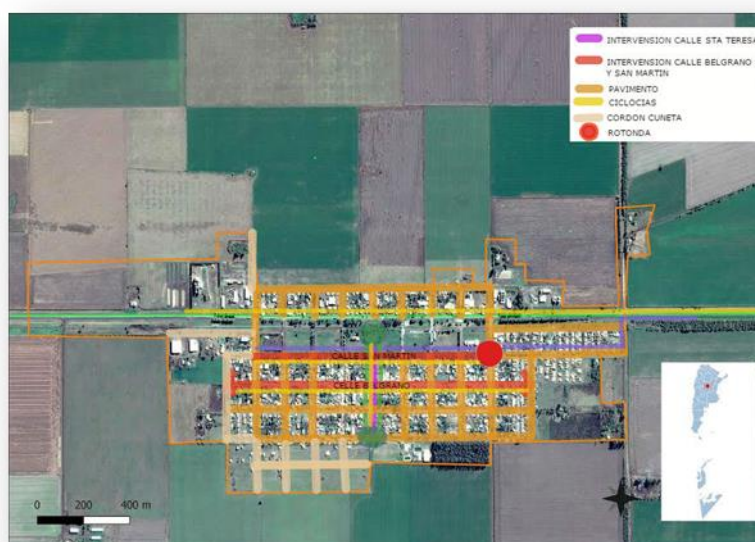 INTERVENSION CALLE STA TERESA
INTERVENSION CALLE BELGRANO
Y SAN MARTIN
PAVIMENTO
CICLOCIAS
CORDON CUNETA
ROTONDA
CALLE SAN MARTIN
CELLE BELGRANO
0 200 400 m